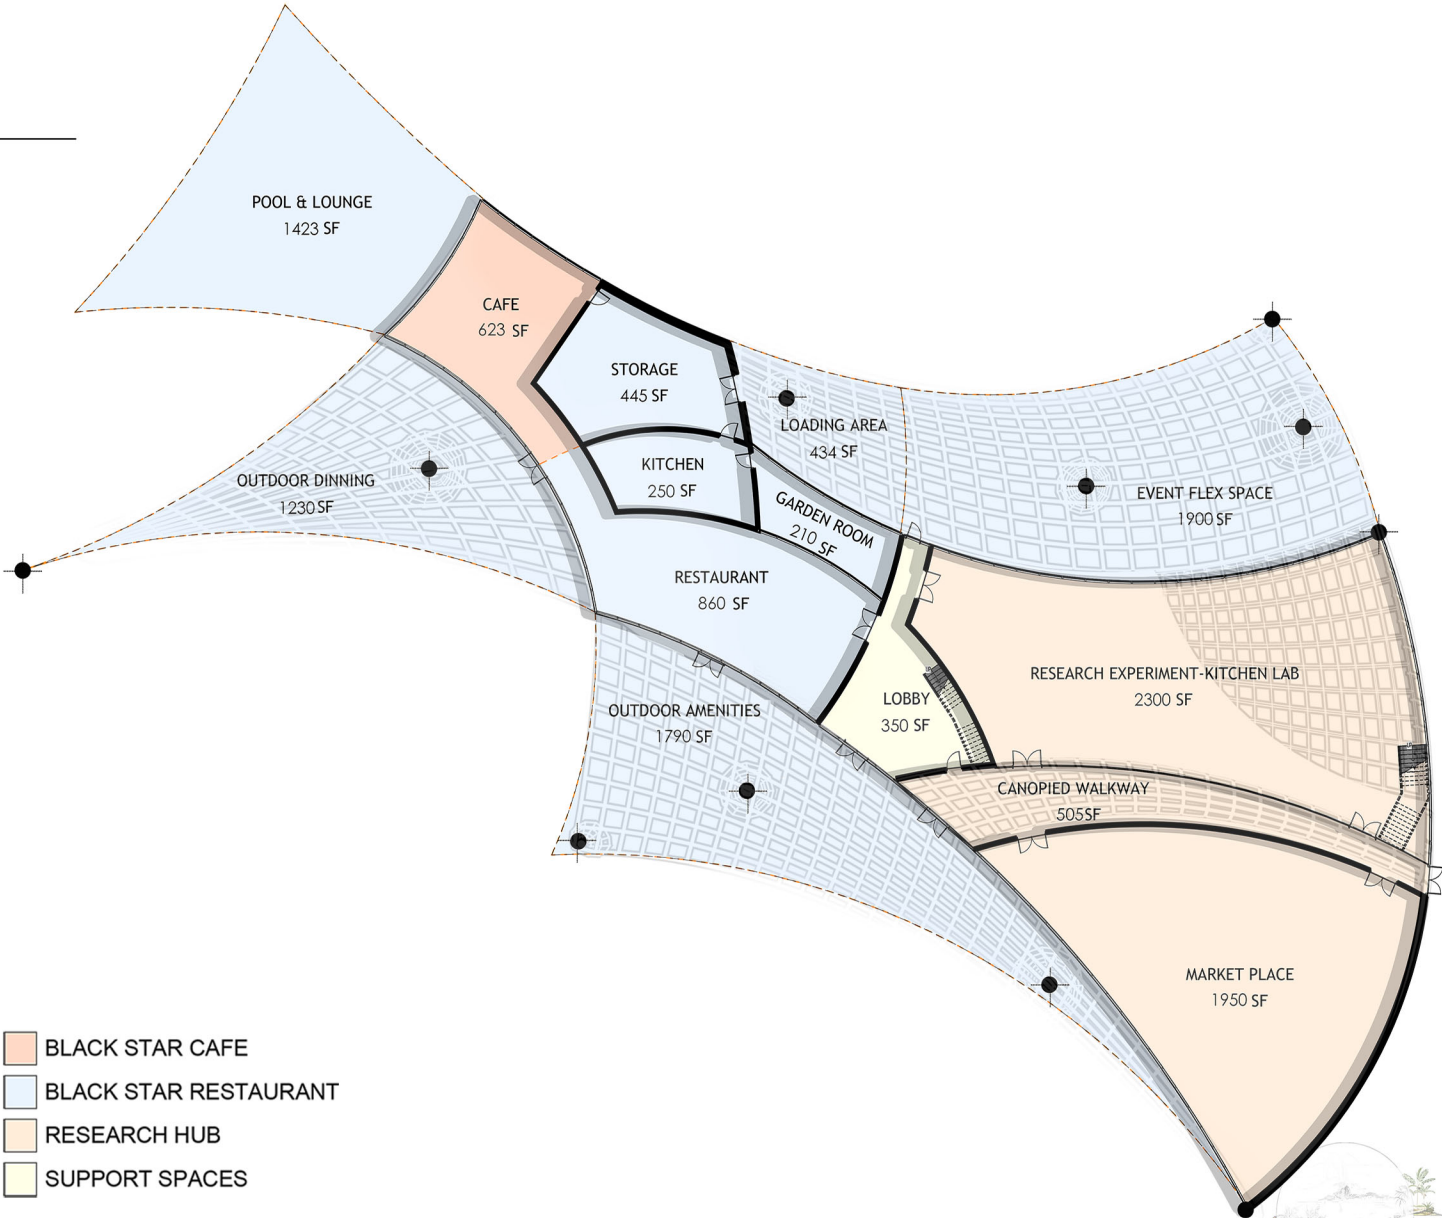 POOL & LOUNGE
1423 SF
CAFE
623 SF
STORAGE
445 SF
LOADING AREA
434 SF
KITCHEN
250 SF
OUTDOOR DINNING
1230 SF
EVENT FLEX SPACE
1900 SF
GARDEN ROOM
210 SF
RESTAURANT
860 SF
RESEARCH EXPERIMENT-KITCHEN LAB
2300 SF
LOBBY
350 SF
OUTDOOR AMENITIES
1790 SF
CANOPIED WALKWAY
505SF
MARKET PLACE
1950 SF
BLACK STAR CAFE
BLACK STAR RESTAURANT
RESEARCH HUB
SUPPORT SPACES